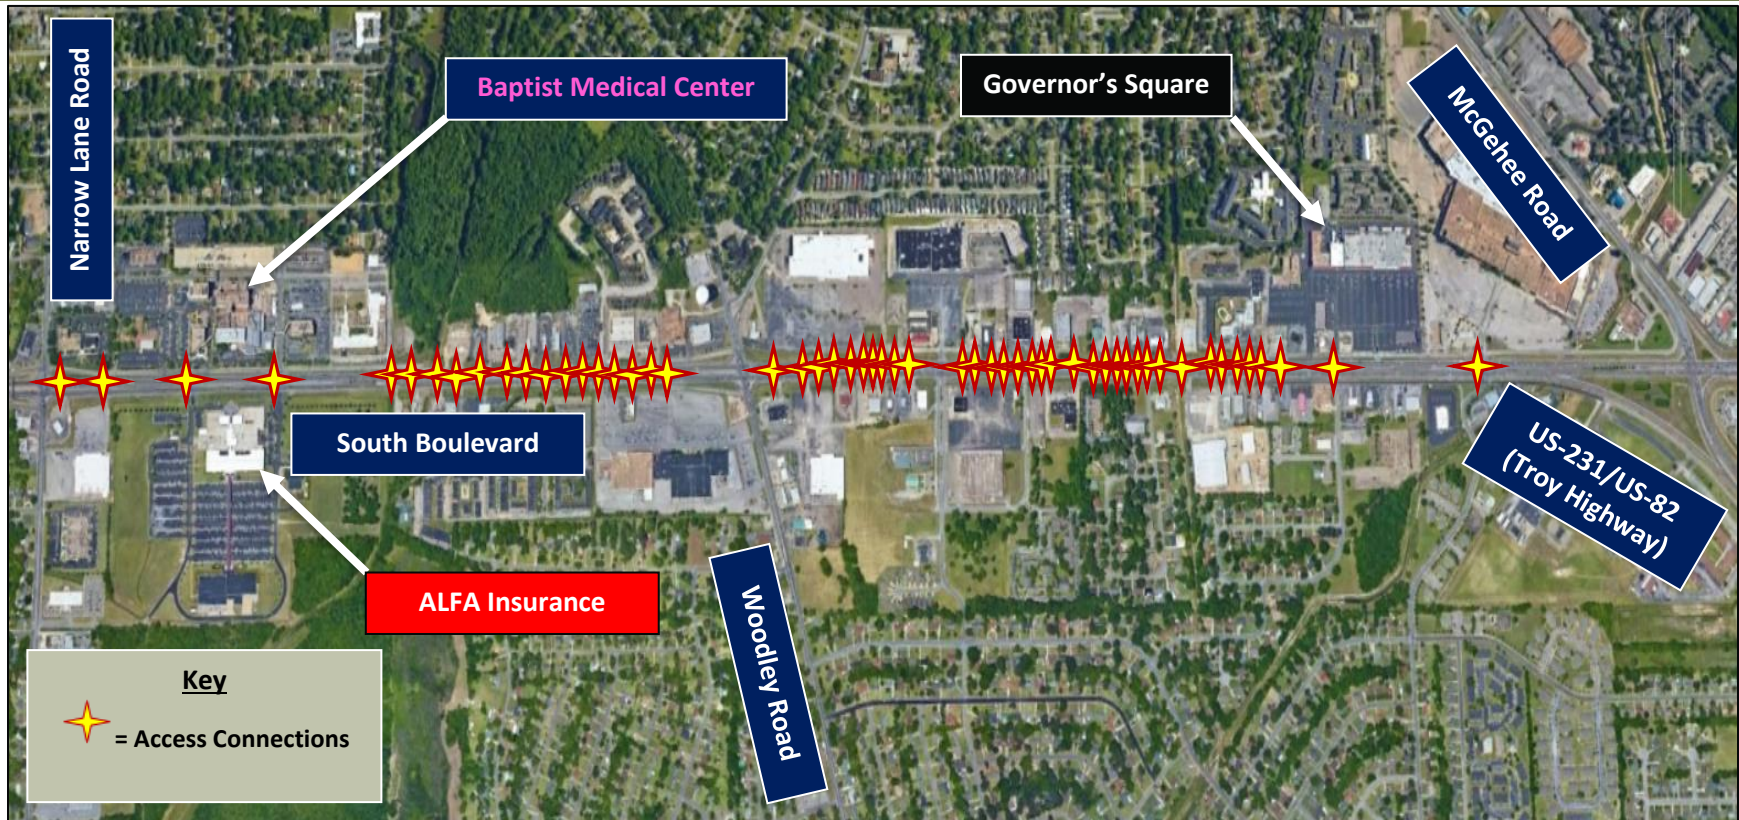 Narrow Lane Road
Baptist Medical Center
Governor's Square
McGehee Road
South Boulevard
US-231/US-82
(Troy Highway)
ALFA Insurance
Woodley Road
Key
= Access Connections